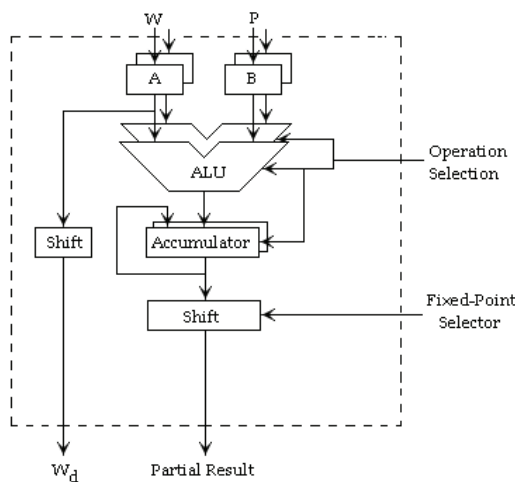 W P
A B
ALU
Operation
Selection
Shift
Accumulator
Fixed-Point
Selector
Shift
Wd
Partial Result